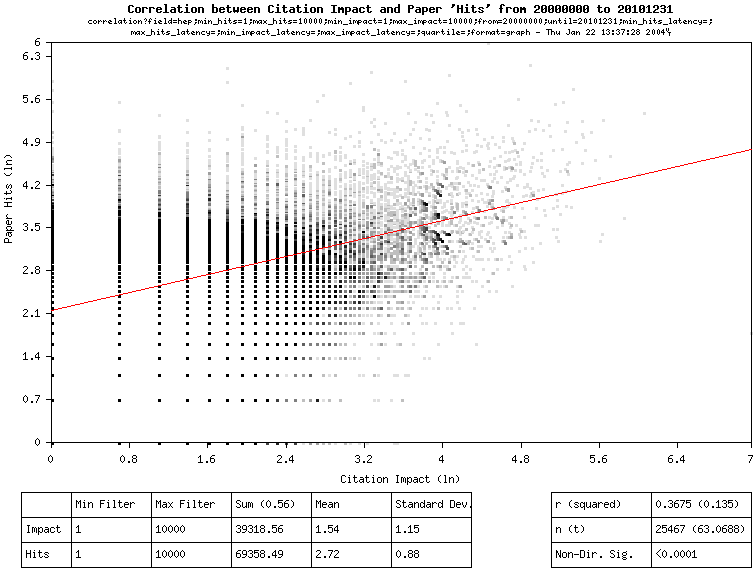 Correlation between Citation Impact and Paper 'Hits' from 20000000 to 20101231
correlation?field=hep;min_hits=1;max_hits=10000;min_impact=1;max_impact=10000;from=20000000;until=20101231;min_hits_latency=;
max_hits_latency=;min_impact_latency=;max_impact_latency=;quartile=;format=graph - Thu Jan 22 13:37:28 2004
6
6.3
5.6
4.9
4.2
3.5
2.8
2.1
1.4
0.7
0
Paper Hits (ln)
0 0.8 1.6 2.4 3.2 4 4.8 5.6 6.4 7
Citation Impact (ln)
Min Filter Max Filter Sum (0.56) Mean Standard Dev.
Impact 1 10000 39318.56 1.54 1.15
Hits 1 10000 69358.49 2.72 0.88
r (squared) 0.3675 (0.135)
n (t) 25467 (63.0688)
Non-Dir. Sig. <0.0001